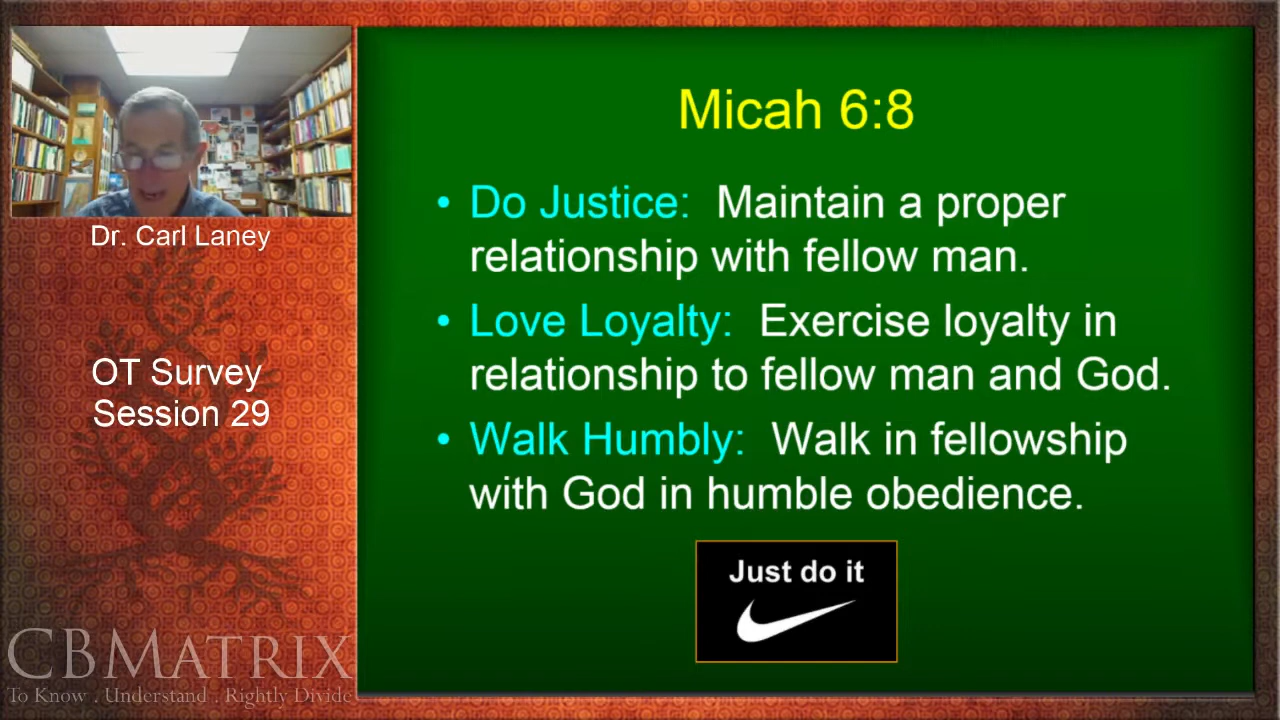 Dr. Carl Laney
OT Survey
Session 29
CBMATRIX
To Know . Understand . Rightly Divide
Micah 6:8
• Do Justice: Maintain a proper
relationship with fellow man.
• Love Loyalty: Exercise loyalty in
relationship to fellow man and God.
• Walk Humbly: Walk in fellowship
with God in humble obedience.
Just do it